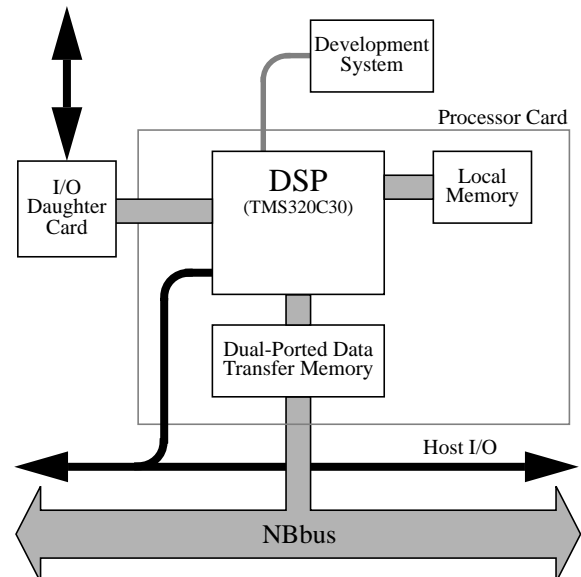 Development
System
Processor Card
I/O
Daughter
Card
DSP
(TMS320C30)
Local
Memory
Dual-Ported Data
Transfer Memory
Host I/O
NBbus